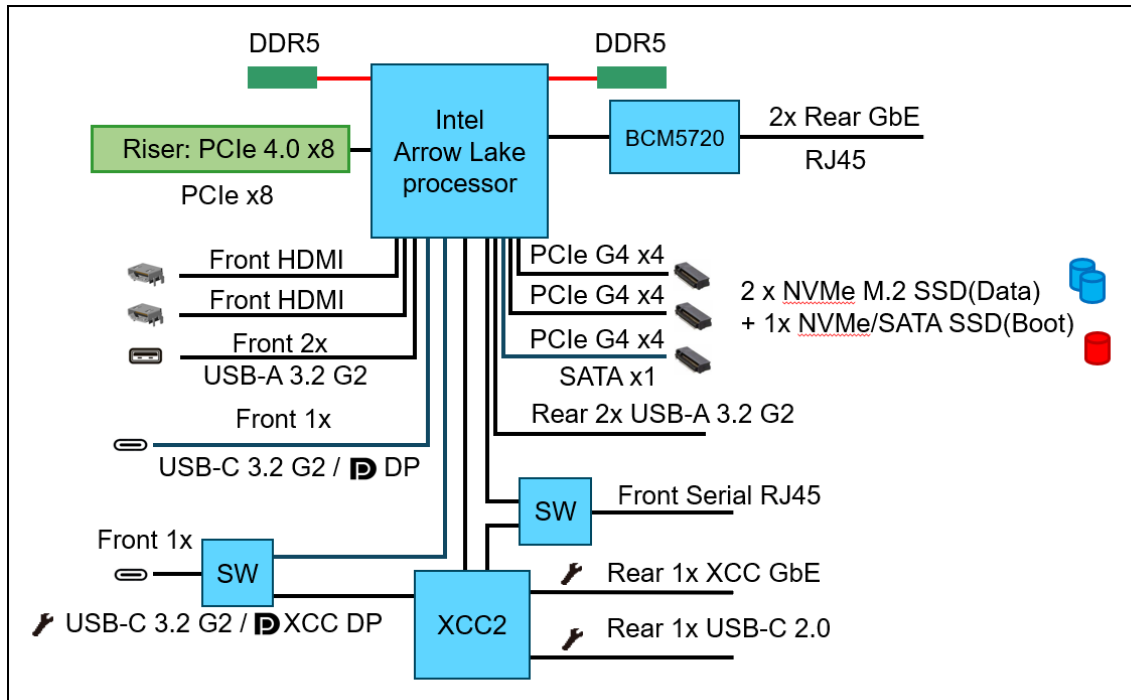 DDR5
DDR5
Intel
Arrow Lake
processor
BCM5720
2x Rear GbE
RJ45
Riser: PCIe 4.0 x8
PCIe x8
Front HDMI
Front HDMI
Front 2x
USB-A 3.2 G2
Front 1x
USB-C 3.2 G2 / D DP
PCIe G4 x4
PCIe G4 x4
PCIe G4 x4
SATA x1
2 x NVMe M.2 SSD(Data)
+ 1x NVMe/SATA SSD(Boot)
Rear 2x USB-A 3.2 G2
SW
Front Serial RJ45
Front 1x
SW
USB-C 3.2 G2 / D XCC DP
XCC2
Rear 1x XCC GbE
Rear 1x USB-C 2.0